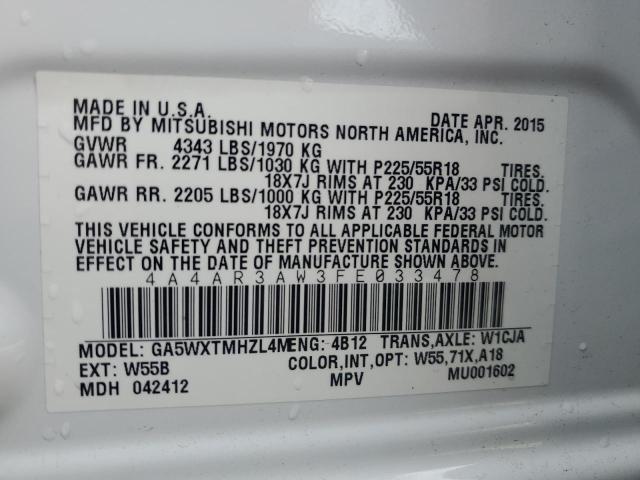 MADE IN U.S.A. DATE APR. 2015
MFD BY MITSUBISHI MOTORS NORTH AMERICA, INC.
GVWR 4343 LBS/1970 KG
GAWR FR. 2271 LBS/1030 KG WITH P225/55R18 TIRES.
18X7J RIMS AT 230 KPA/33 PSI COLD.
GAWR RR. 2205 LBS/1000 KG WITH P225/55R18 TIRES.
18X7J RIMS AT 230 KPA/33 PSI COLD.
THIS VEHICLE CONFORMS TO ALL APPLICABLE FEDERAL MOTOR
VEHICLE SAFETY AND THEFT PREVENTION STANDARDS IN
EFFECT ON THE DATE OF MANUFACTURE SHOWN ABOVE.
4A4AR3AW3FE033478
MODEL: GA5WXTMHZL4M ENG: 4B12 TRANS,AXLE: W1CJA
EXT: W55B COLOR,INT,OPT: W55,71X,A18
MDH 042412 MPV MU001602